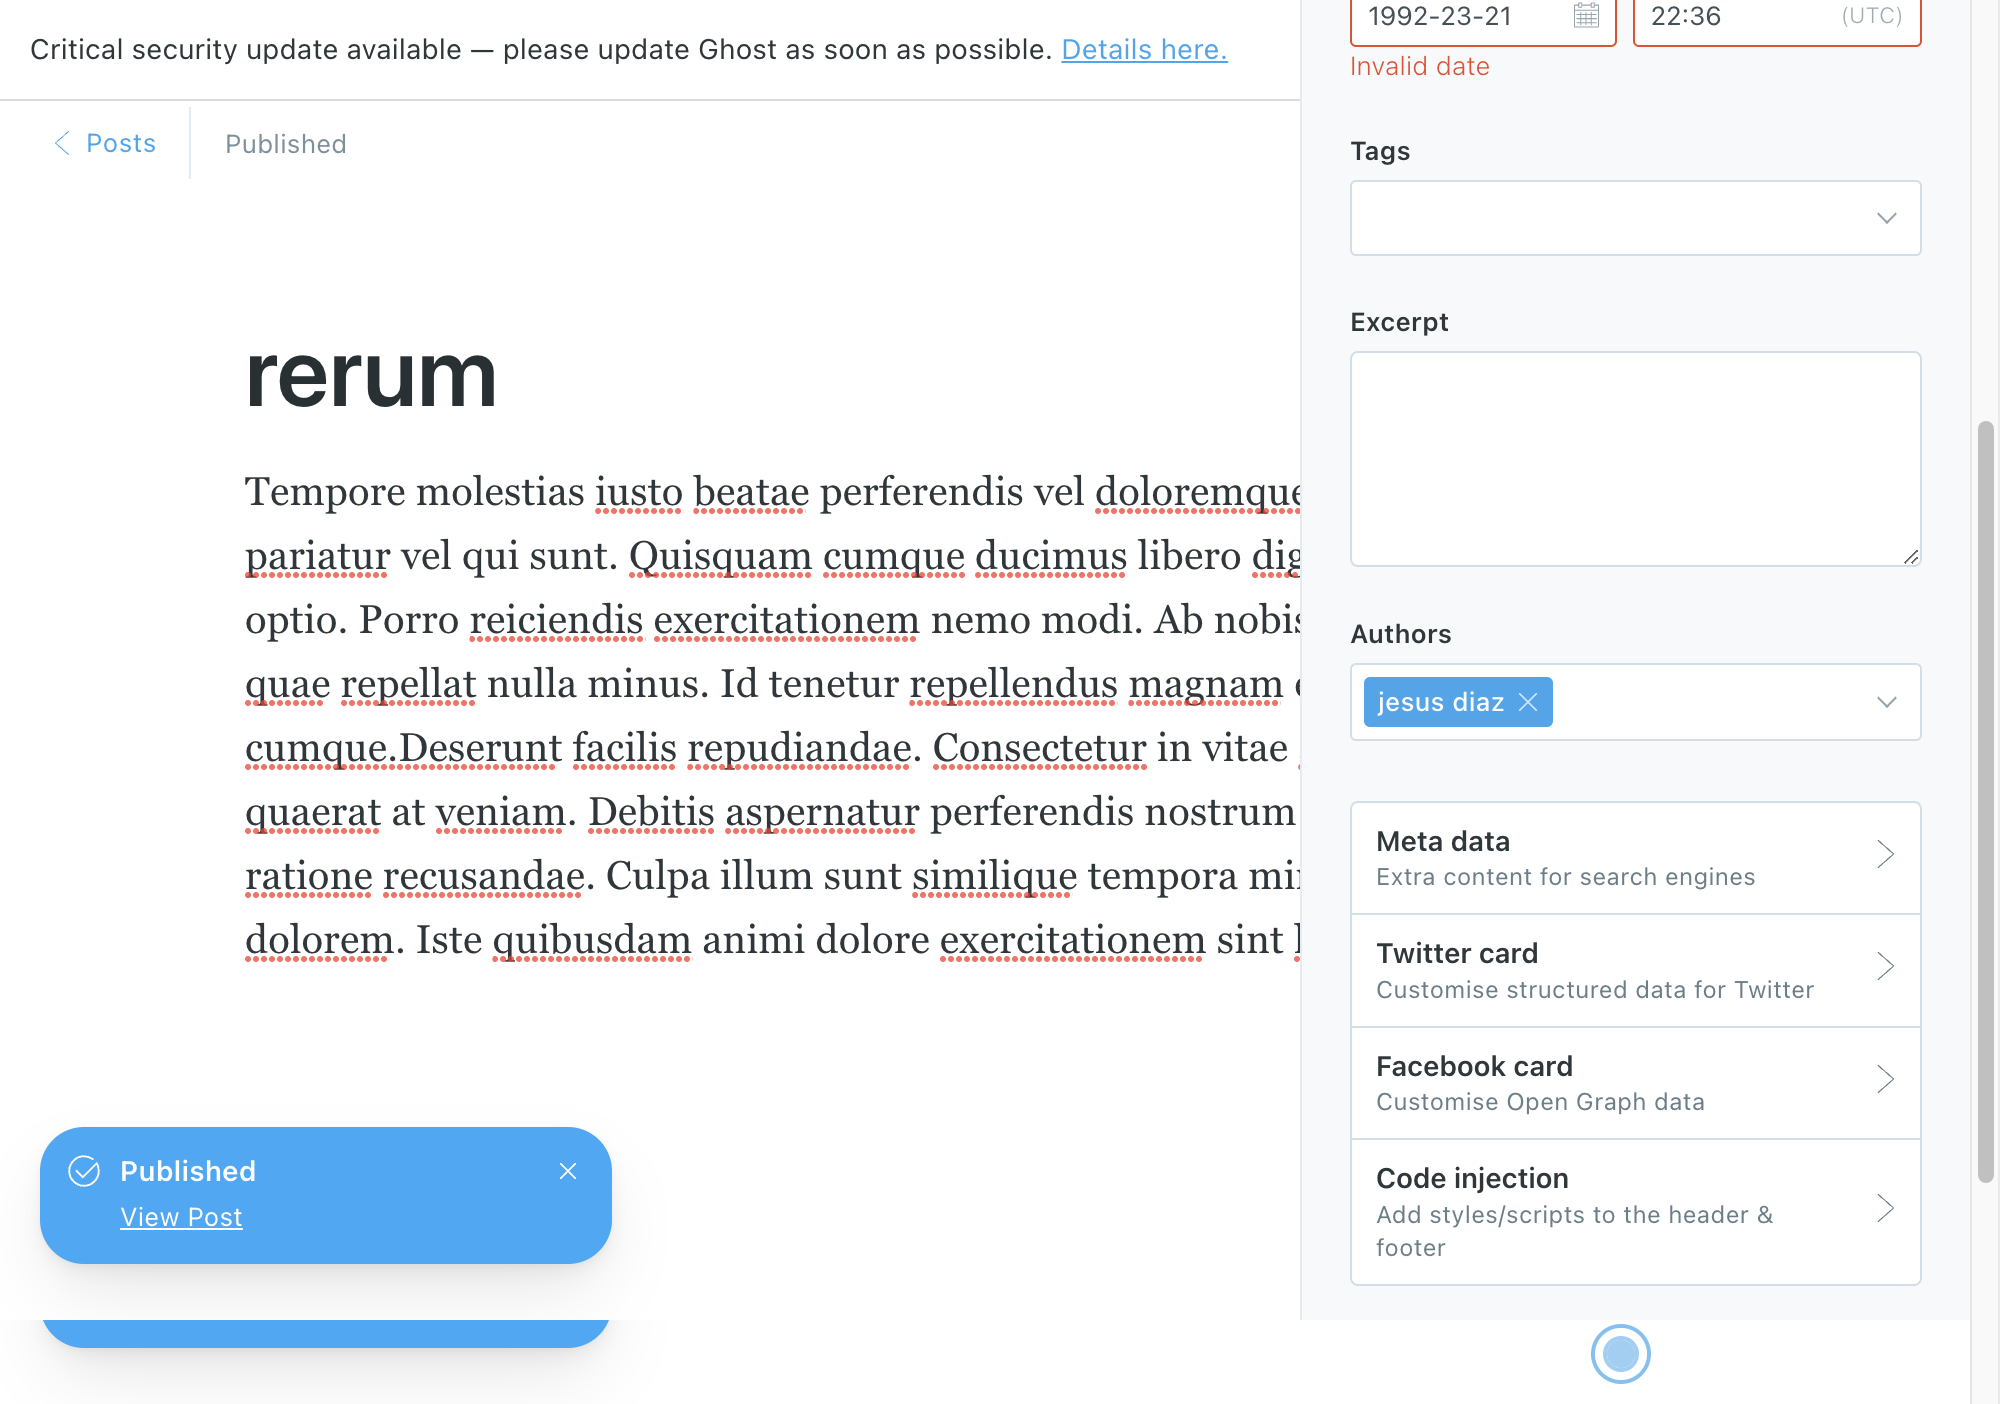 Critical security update available — please update Ghost as soon as possible. Details here.
Posts
Published
rerum
Tempore molestias iusto beatae perferendis vel doloremque
pariatur vel qui sunt. Quisquam cumque ducimus libero
optio. Porro reiciendis exercitationem nemo modi. Ab nobis
quae repellat nulla minus. Id tenetur repellendus magnam
cumque.Deserunt facilis repudiandae. Consectetur in vitae
quaerat at veniam. Debitis aspernatur perferendis nostrum
ratione recusandae. Culpa illum sunt similique tempora
dolorem. Iste quibusdam animi dolore exercitationem sint
Published
View Post
1992-23-21
22:36 (UTC)
Invalid date
Tags
Excerpt
Authors
jesus diaz
Meta data
Extra content for search engines
Twitter card
Customise structured data for Twitter
Facebook card
Customise Open Graph data
Code injection
Add styles/scripts to the header &
footer